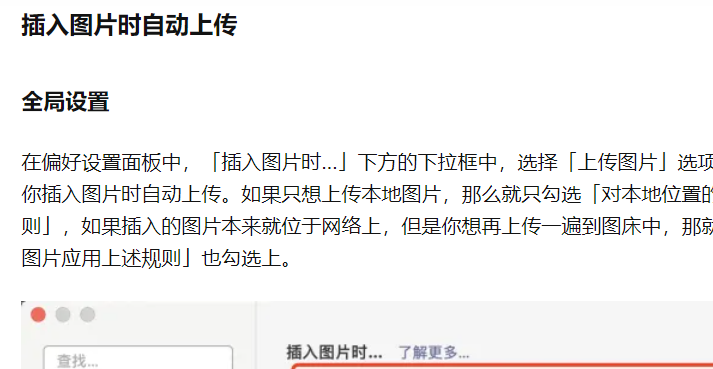 插入图片时自动上传
全局设置
在偏好设置面板中，「插入图片时...」下方的下拉框中，选择「上传图片」选项
你插入图片时自动上传。如果只想上传本地图片，那么就只勾选「对本地位置的
则」，如果插入的图片本来就位于网络上，但是你想再上传一遍到图床中，那就
图片应用上述规则」也勾选上。
插入图片时... 了解更多...
查找...